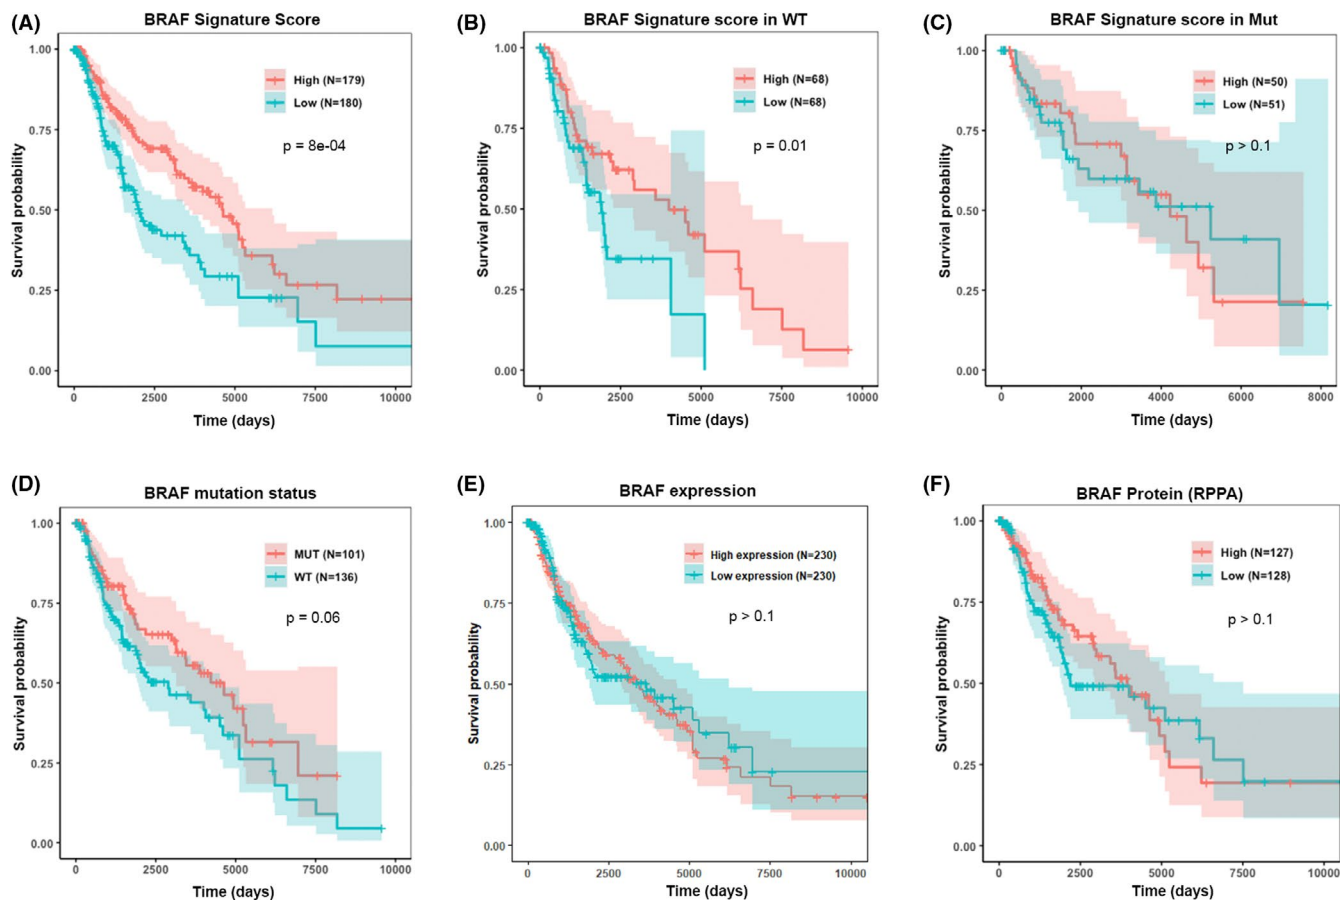 (A) BRAF Signature Score
1.00
0.75
0.50
0.25
0.00
Survival probability
High (N=179)
Low (N=180)
p = 8e-04
0 2500 5000 7500 10000
Time (days)
(B) BRAF Signature score in WT
1.00
0.75
0.50
0.25
0.00
Survival probability
High (N=68)
Low (N=68)
p = 0.01
0 2500 5000 7500 10000
Time (days)
(C) BRAF Signature score in Mut
1.00
0.75
0.50
0.25
0.00
Survival probability
High (N=50)
Low (N=51)
p > 0.1
0 2000 4000 6000 8000
Time (days)
(D) BRAF mutation status
1.00
0.75
0.50
0.25
0.00
Survival probability
MUT (N=101)
WT (N=136)
p = 0.06
0 2500 5000 7500 10000
Time (days)
(E) BRAF expression
1.00
0.75
0.50
0.25
0.00
Survival probability
High expression (N=230)
Low expression (N=230)
p > 0.1
0 2500 5000 7500 10000
Time (days)
(F) BRAF Protein (RPPA)
1.00
0.75
0.50
0.25
0.00
Survival probability
High (N=127)
Low (N=128)
p > 0.1
0 2500 5000 7500 10000
Time (days)